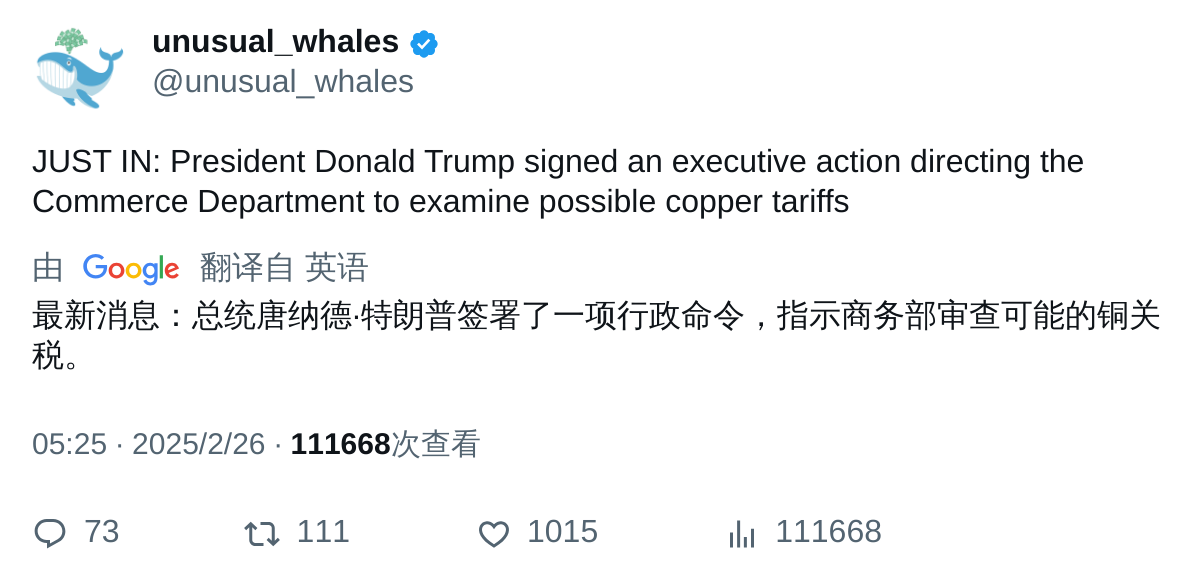 unusual_whales
@unusual_whales
JUST IN: President Donald Trump signed an executive action directing the
Commerce Department to examine possible copper tariffs
由 Google 翻译自 英语
最新消息：总统唐纳德·特朗普签署了一项行政命令，指示商务部审查可能的铜关
税。
05:25 · 2025/2/26 · 111668次查看
73 111 1015 111668